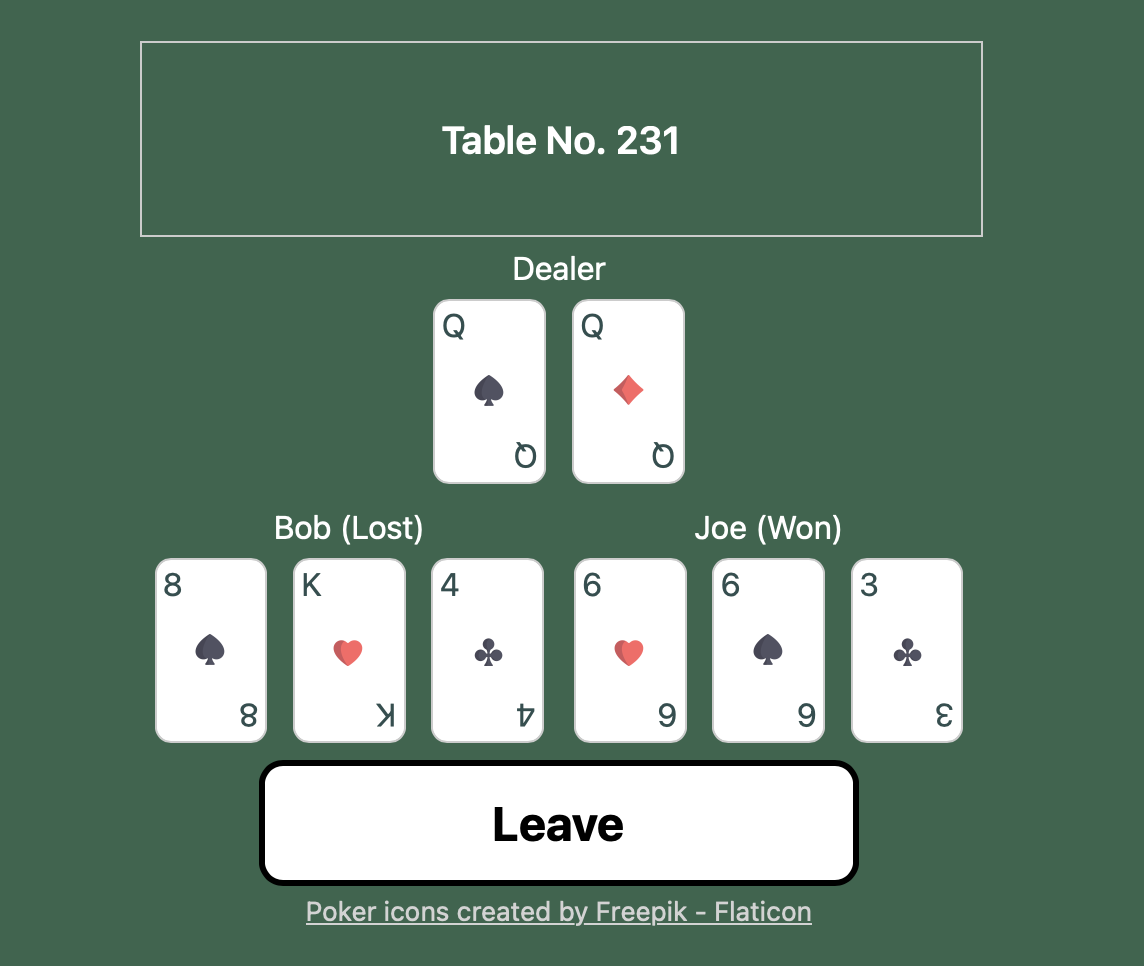 Table No. 231
Dealer
Q Q
Q Q
Bob (Lost) Joe (Won)
8 K 4 6 6 3
8 K 4 6 6 3
Leave
Poker icons created by Freepik - Flaticon